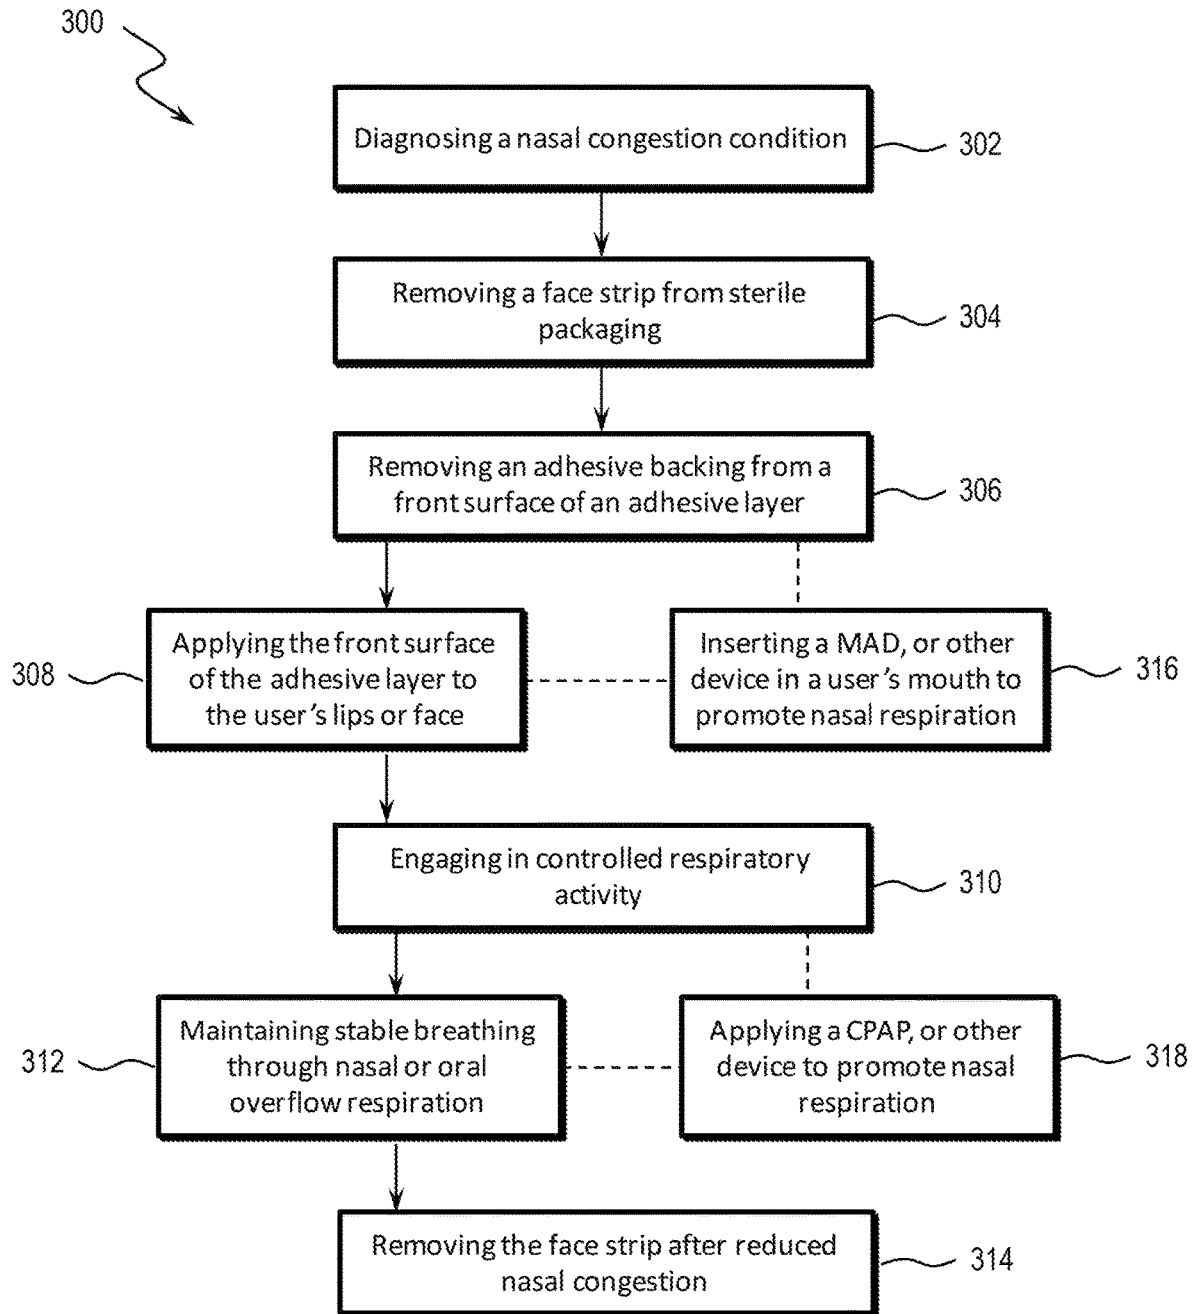 300
Diagnosing a nasal congestion condition
302
Removing a face strip from sterile
packaging
304
Removing an adhesive backing from a
front surface of an adhesive layer
306
308
Applying the front surface
of the adhesive layer to
the user's lips or face
Inserting a MAD, or other
device in a user's mouth to
promote nasal respiration
316
Engaging in controlled respiratory
activity
310
312
Maintaining stable breathing
through nasal or oral
overflow respiration
Applying a CPAP, or other
device to promote nasal
respiration
318
Removing the face strip after reduced
nasal congestion
314